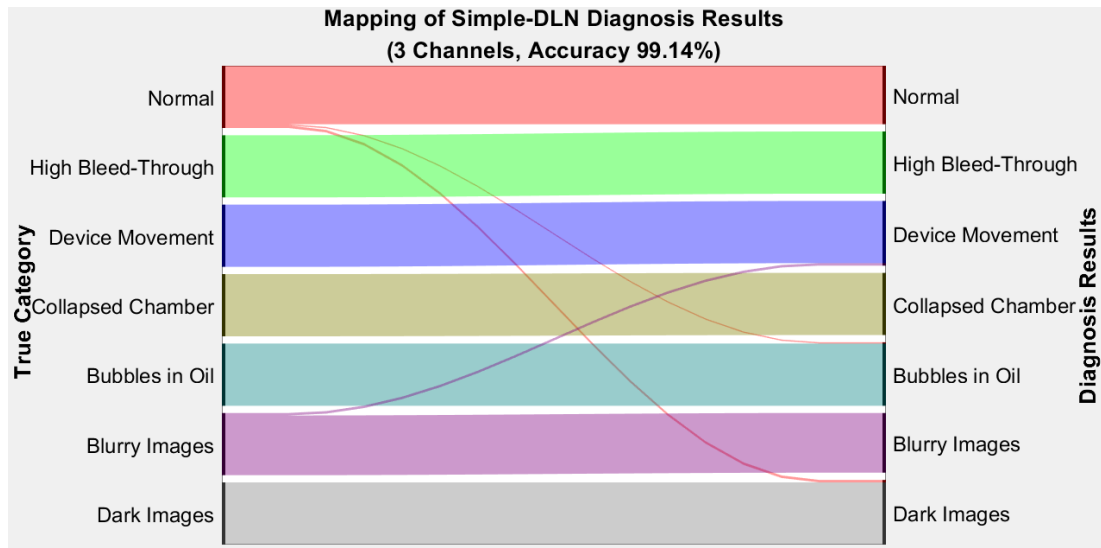 Mapping of Simple-DLN Diagnosis Results
(3 Channels, Accuracy 99.14%)
True Category
Normal
High Bleed-Through
Device Movement
Collapsed Chamber
Bubbles in Oil
Blurry Images
Dark Images
Normal
High Bleed-Through
Device Movement
Collapsed Chamber
Bubbles in Oil
Blurry Images
Dark Images
Diagnosis Results